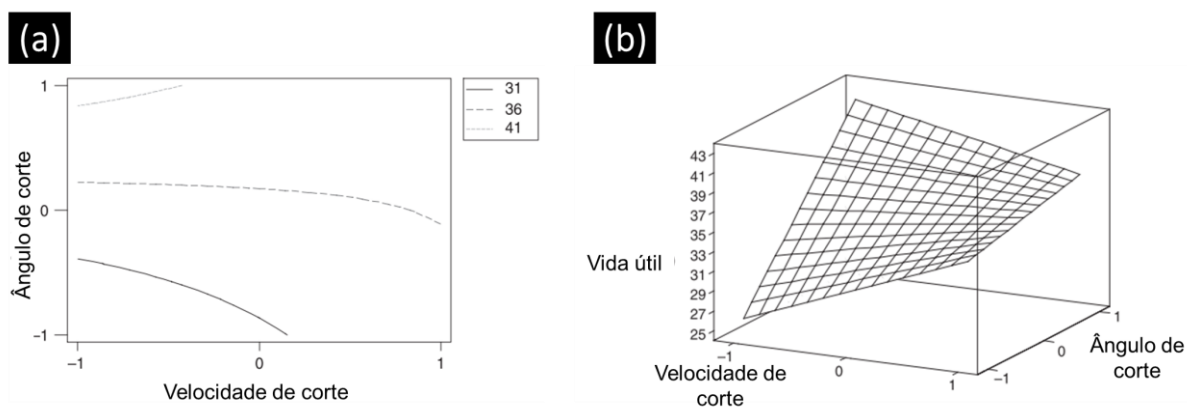 (a)
(b)
31
36
41
1
0
−1
Ângulo de corte
−1
0
1
Velocidade de corte
43
41
39
37
35
33
31
29
27
25
Vida útil
−1
0
1
Velocidade de
corte
−1
0
1
Ângulo de
corte